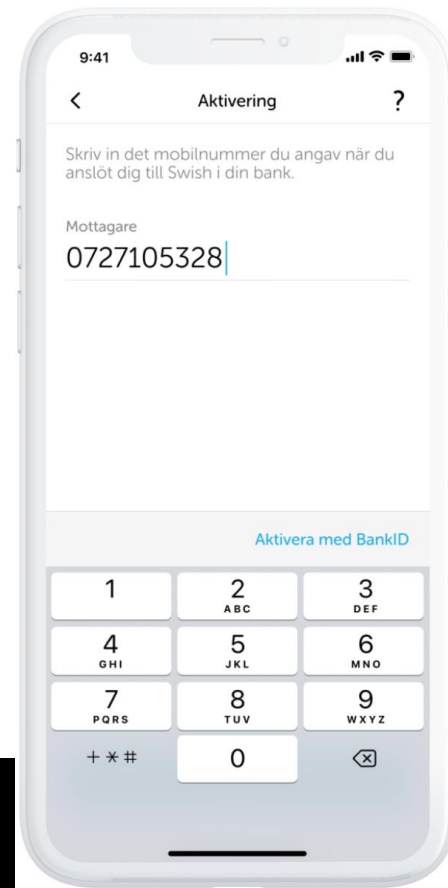 9:41
Aktivering
?
Skriv in det mobilnummer du angav när du
anslöt dig till Swish i din bank.
Mottagare
0727105328
Aktivera med BankID
1 2 3
ABC DEF
4 5 6
GHI JKL MNO
7 8 9
PQRS TUV WXYZ
+*# 0